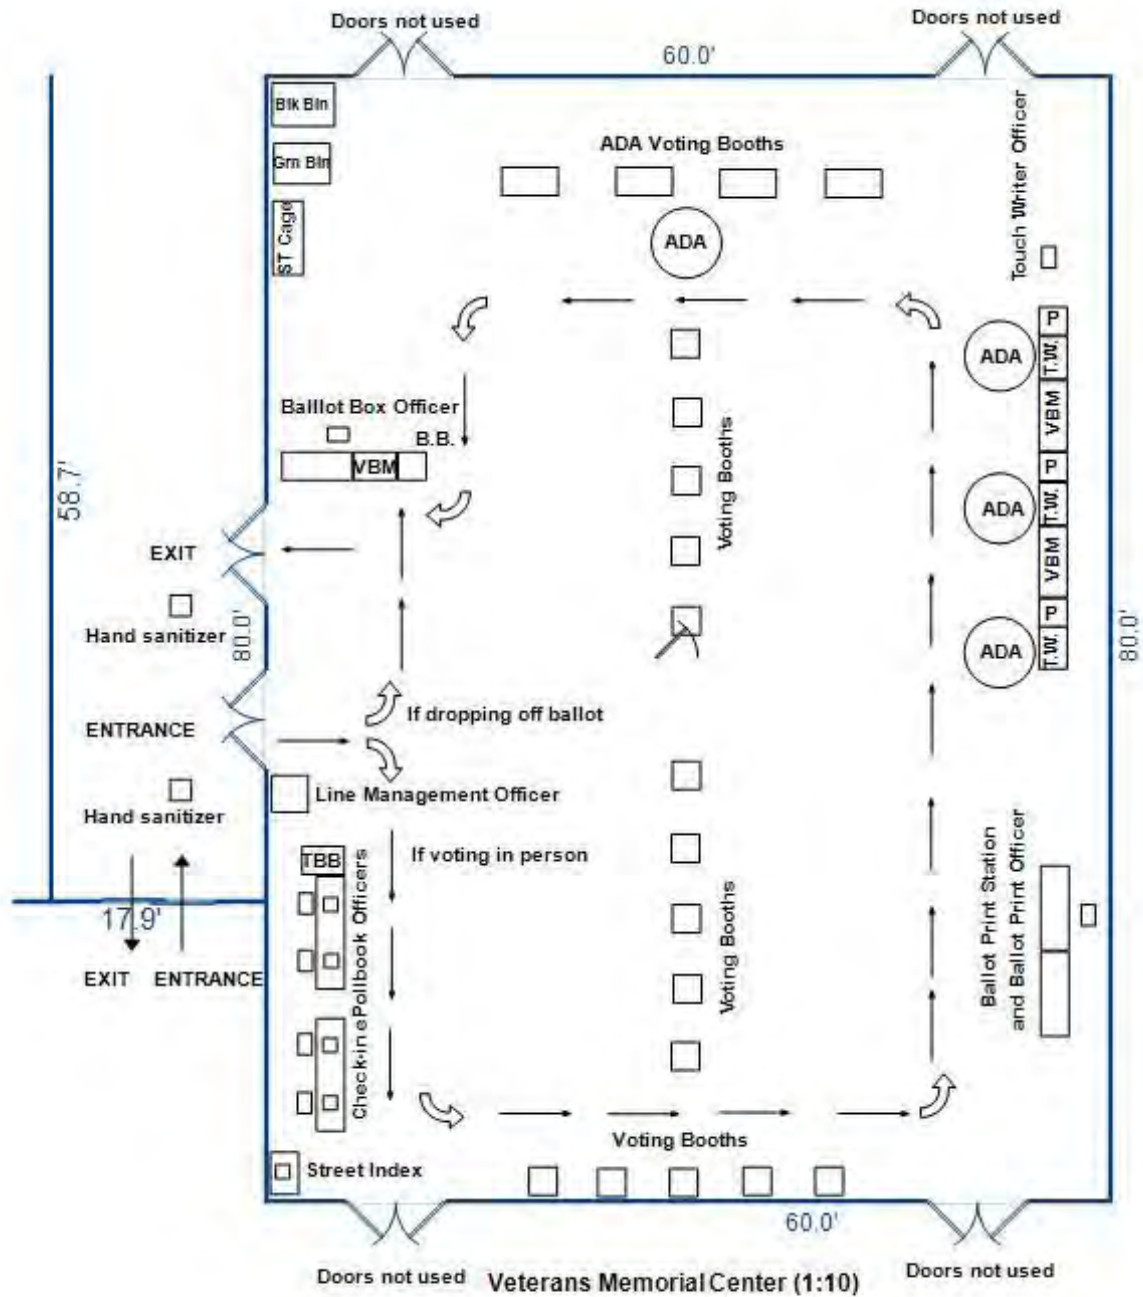 Doors not used
Doors not used
60.0'
Blk Bln
Grn Bln
ST Cage
ADA Voting Booths
ADA
Touch Writer Officer
P
T.W.
VBM
P
T.W.
VBM
P
T.W.
ADA
ADA
ADA
Balllot Box Officer
B.B.
VBM
Voting Booths
58.7'
EXIT
Hand sanitizer
80.0'
80.0'
ENTRANCE
If dropping off ballot
Line Management Officer
Hand sanitizer
If voting in person
TBB
Check-in Pollbook Officers
Voting Booths
Ballot Print Station
and Ballot Print Officer
17.9'
EXIT
ENTRANCE
Voting Booths
Street Index
60.0'
Doors not used
Veterans Memorial Center (1:10)
Doors not used